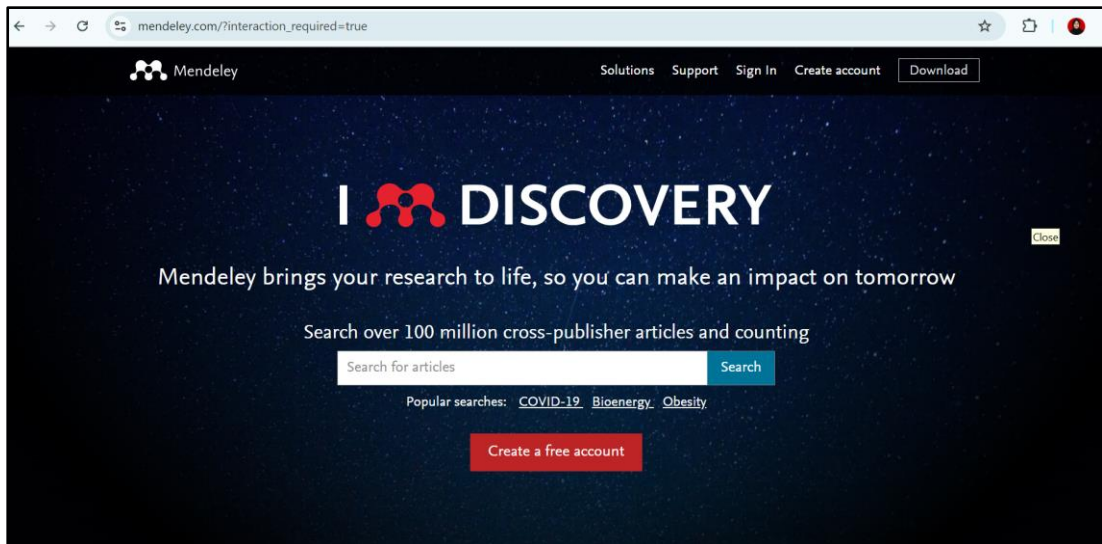 mendeley.com/?interaction_required=true
Mendeley
Solutions Support Sign In Create account Download
I DISCOVERY
Close
Mendeley brings your research to life, so you can make an impact on tomorrow
Search over 100 million cross-publisher articles and counting
Search for articles Search
Popular searches: COVID-19 Bioenergy Obesity
Create a free account